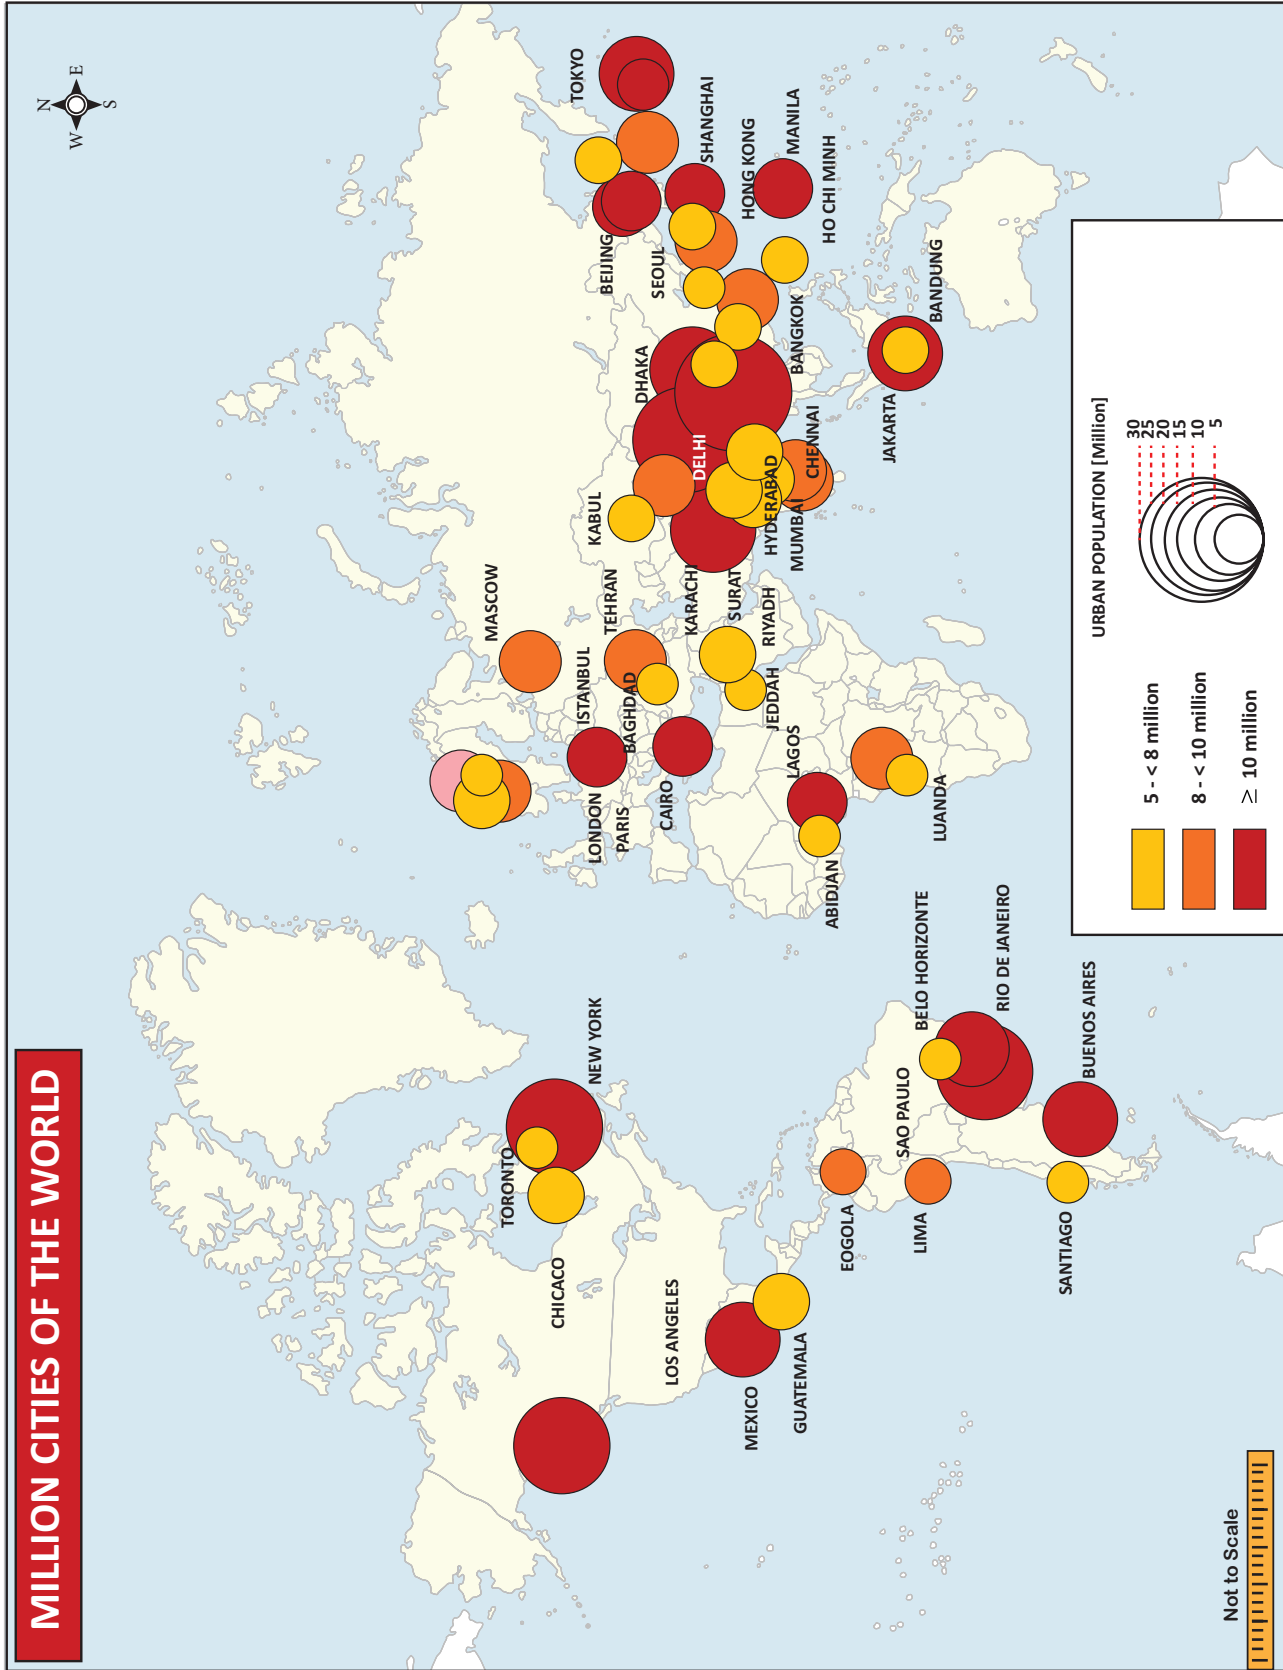 MILLION CITIES OF THE WORLD
N
W
E
S
TOKYO
SHANGHAI
HONG KONG
MANILA
HO CHI MINH
BEIJING
SEOUL
BANGKOK
BANDUNG
JAKARTA
DHAKA
DELHI
CHENNAI
HYDERABAD
MUMBAI
KABUL
KARACHI
SURAT
RIYADH
MASCOW
TEHRAN
ISTANBUL
BAGHDAD
JEDDAH
LAGOS
LONDON
PARIS
CAIRO
ABIDJAN
LUANDA
NEW YORK
TORONTO
CHICACO
LOS ANGELES
MEXICO
GUATEMALA
BELO HORIZONTE
RIO DE JANEIRO
SAO PAULO
BUENOS AIRES
EOGOLA
LIMA
SANTIAGO
URBAN POPULATION [Million]
30
25
20
15
10
5
5 - < 8 million
8 - < 10 million
≥ 10 million
Not to Scale